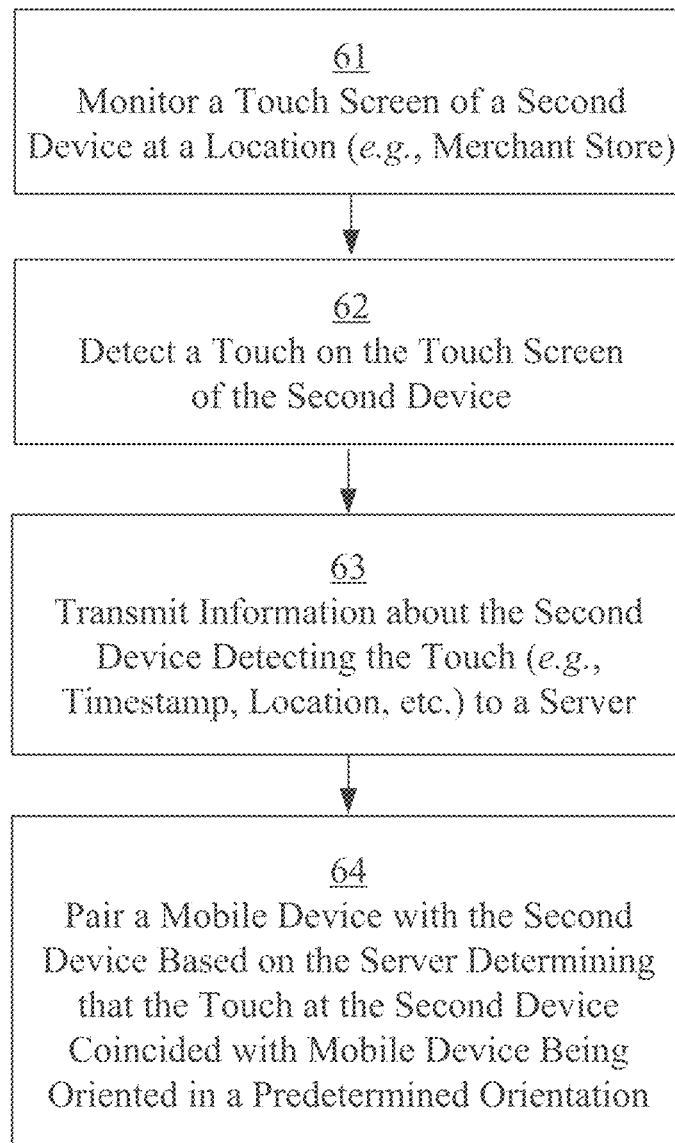 61
Monitor a Touch Screen of a Second
Device at a Location (e.g., Merchant Store)
62
Detect a Touch on the Touch Screen
of the Second Device
63
Transmit Information about the Second
Device Detecting the Touch (e.g.,
Timestamp, Location, etc.) to a Server
64
Pair a Mobile Device with the Second
Device Based on the Server Determining
that the Touch at the Second Device
Coincided with Mobile Device Being
Oriented in a Predetermined Orientation